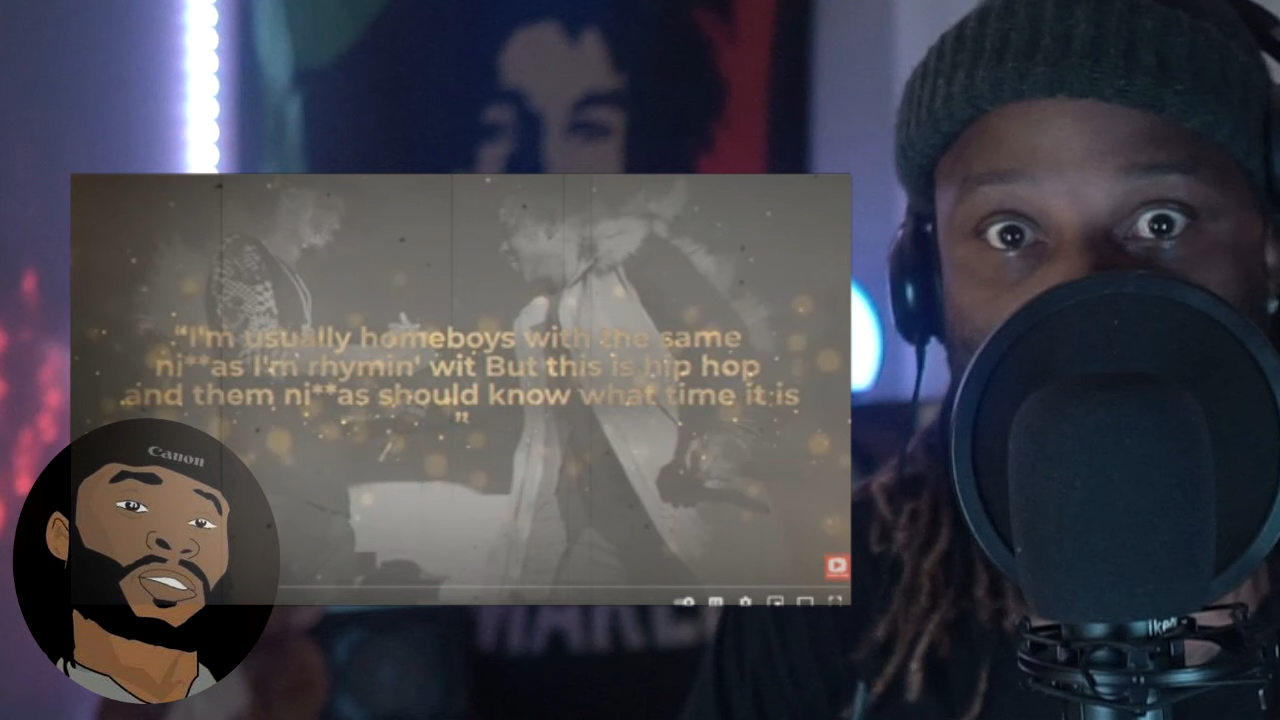 “I'm usually homeboys with the same
ni**as I'm rhymin' wit But this is hip hop
and them ni**as should know what time it is
”
Canon